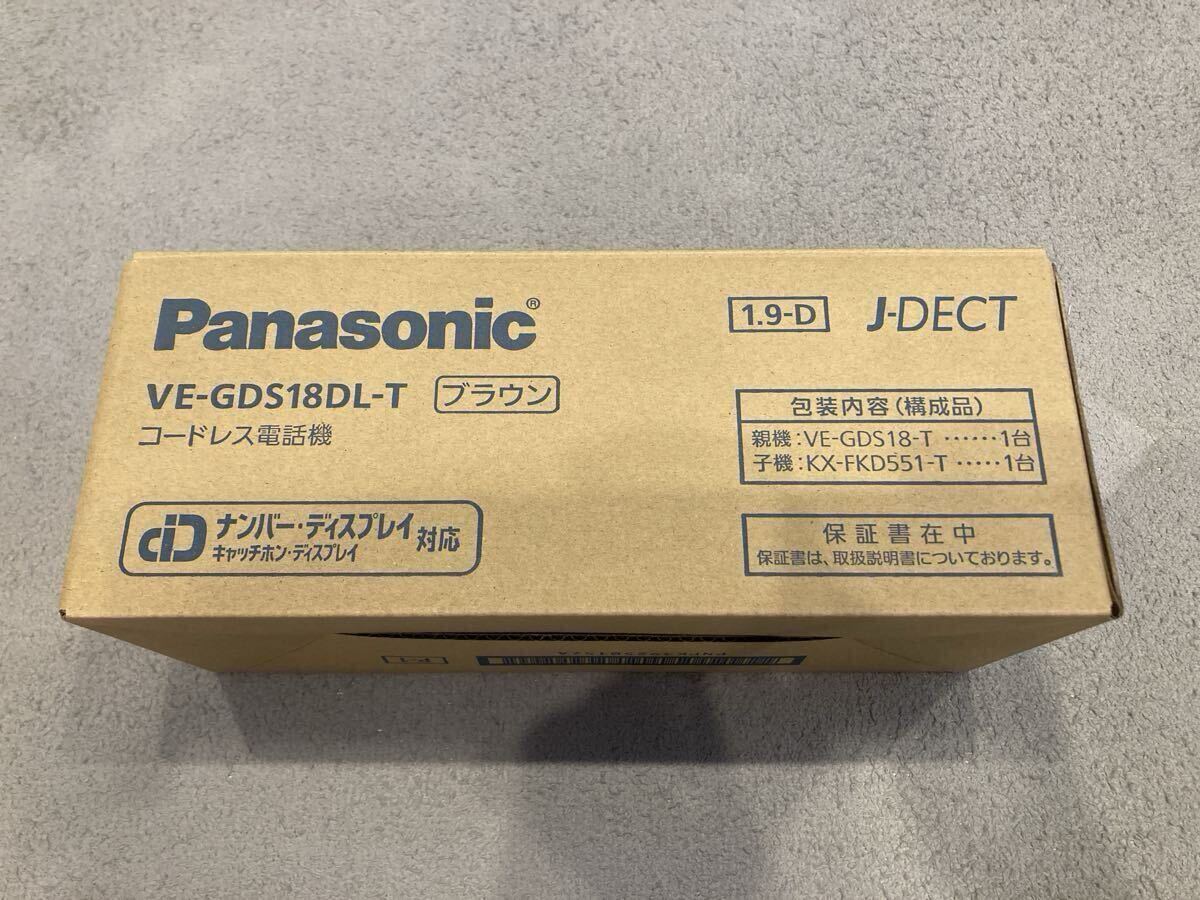 Panasonic®
1.9-D J-DECT
VE-GDS18DL-T ブラウン
コードレス電話機
包装内容(構成品)
親機:VE-GDS18-T ……1台
子機:KX-FKD551-T ……1台
ナンバー・ディスプレイ
キャッチホン・ディスプレイ
対応
保証書在中
保証書は、取扱説明書についております。